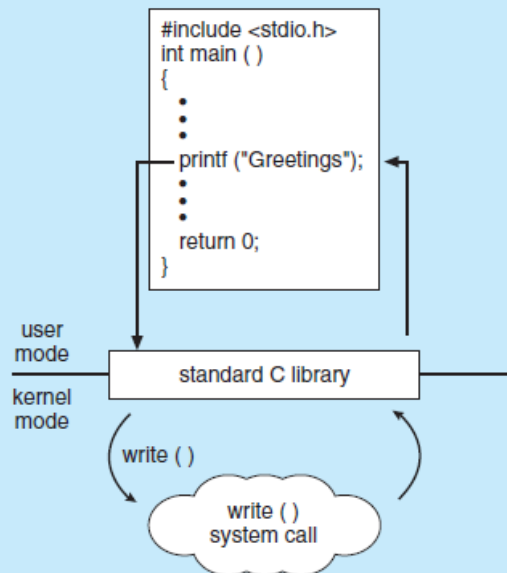 #include <stdio.h>
int main ( )
{
•
•
•
printf ("Greetings");
•
•
•
return 0;
}
user
mode
standard C library
kernel
mode
write ( )
write ( )
system call